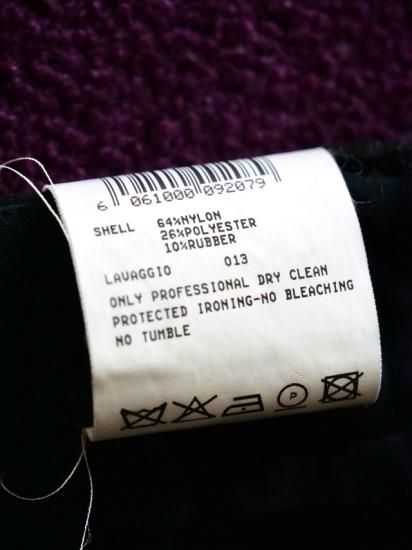 6 061000 092079
SHELL 64%NYLON
26%POLYESTER
10%RUBBER
LAVAGGIO 013
ONLY PROFESSIONAL DRY CLEAN
PROTECTED IRONING-NO BLEACHING
NO TUMBLE
P